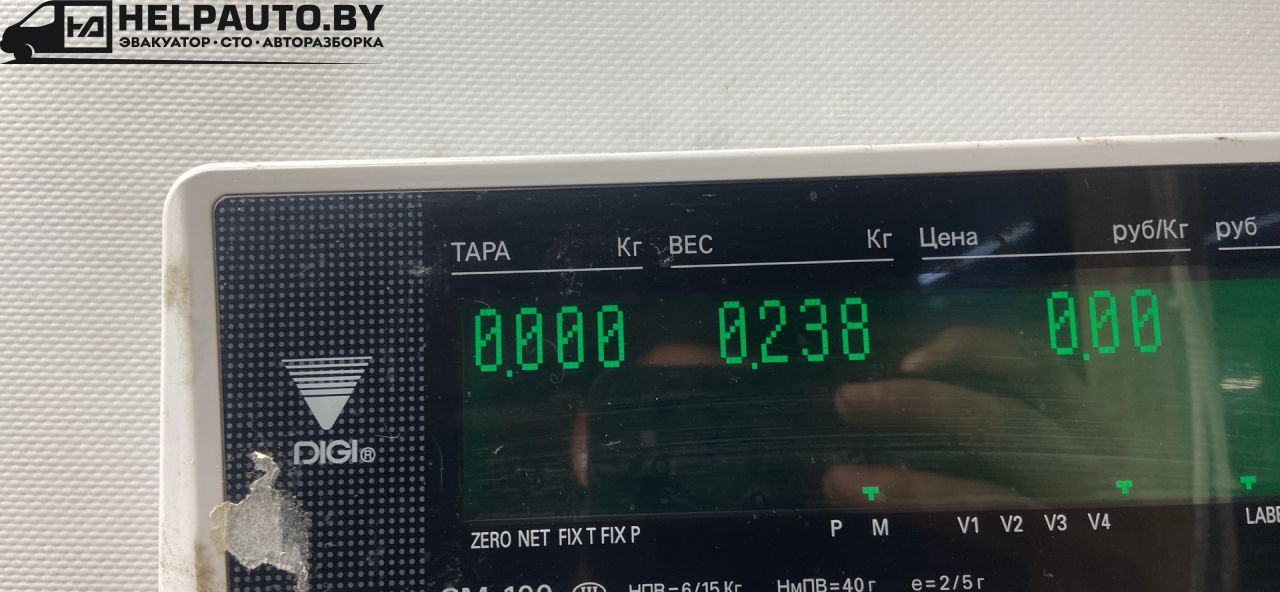 HELPAUTO.BY
ЭВАКУАТОР · СТО · АВТОРАЗБОРКА
ТАРА Кг ВЕС Кг Цена руб/Кг руб
0.000 0.238 0.00
DIGI®
ZERO NET FIX T FIX P P M V1 V2 V3 V4
НПВ=6/15 Кг НмПВ=40 г e=2/5 г